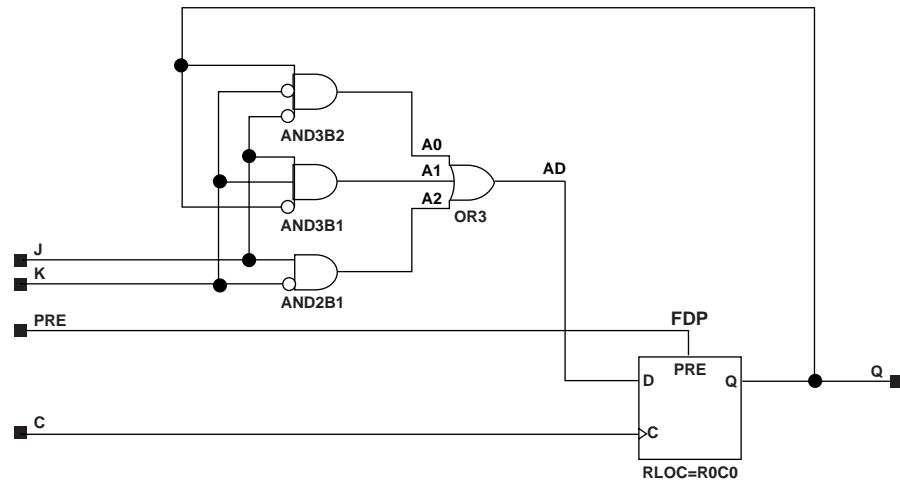 AND3B2
A0
A1
AD
A2
OR3
AND3B1
J
K
AND2B1
PRE
FDP
PRE
D
Q
Q
C
C
RLOC=R0C0